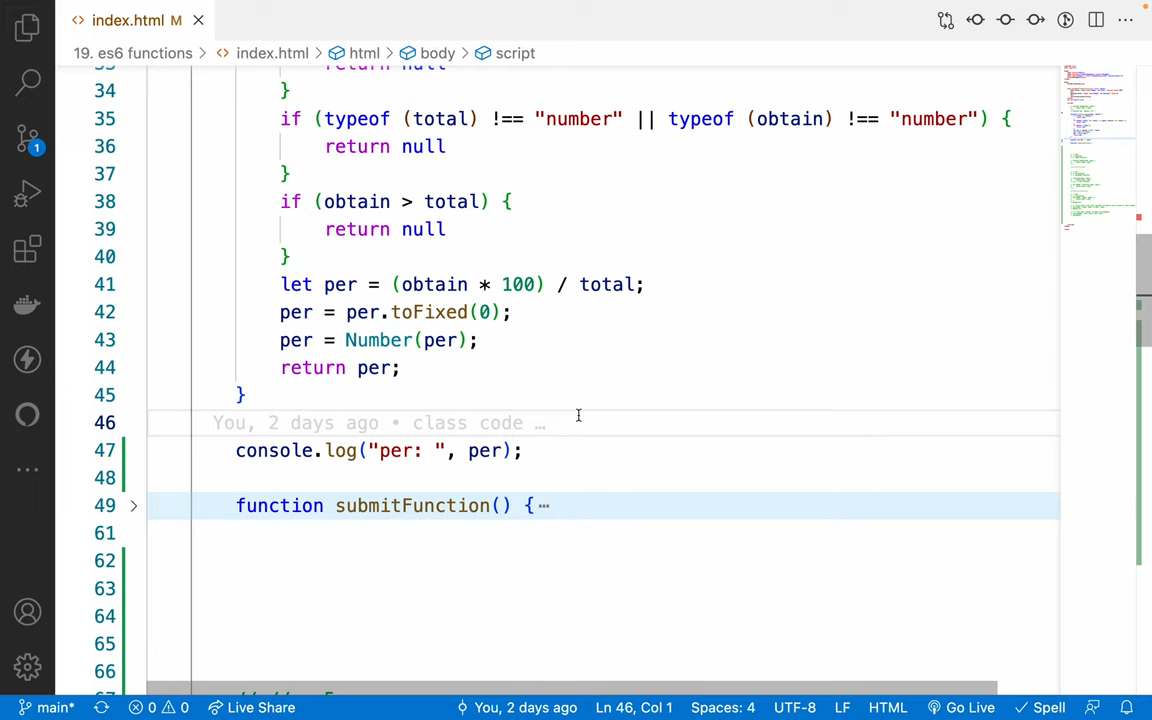 index.html M
19. es6 functions > index.html > html > body > script
33 return null
34 }
35 if (typeof (total) !== "number" || typeof (obtain) !== "number") {
36 return null
37 }
38 if (obtain > total) {
39 return null
40 }
41 let per = (obtain * 100) / total;
42 per = per.toFixed(0);
43 per = Number(per);
44 return per;
45 }
46 You, 2 days ago • class code …
47 console.log("per: ", per);
48
49 function submitFunction() {…
61
62
63
64
65
66
1
main* 0 0 Live Share You, 2 days ago Ln 46, Col 1 Spaces: 4 UTF-8 LF HTML Go Live Spell